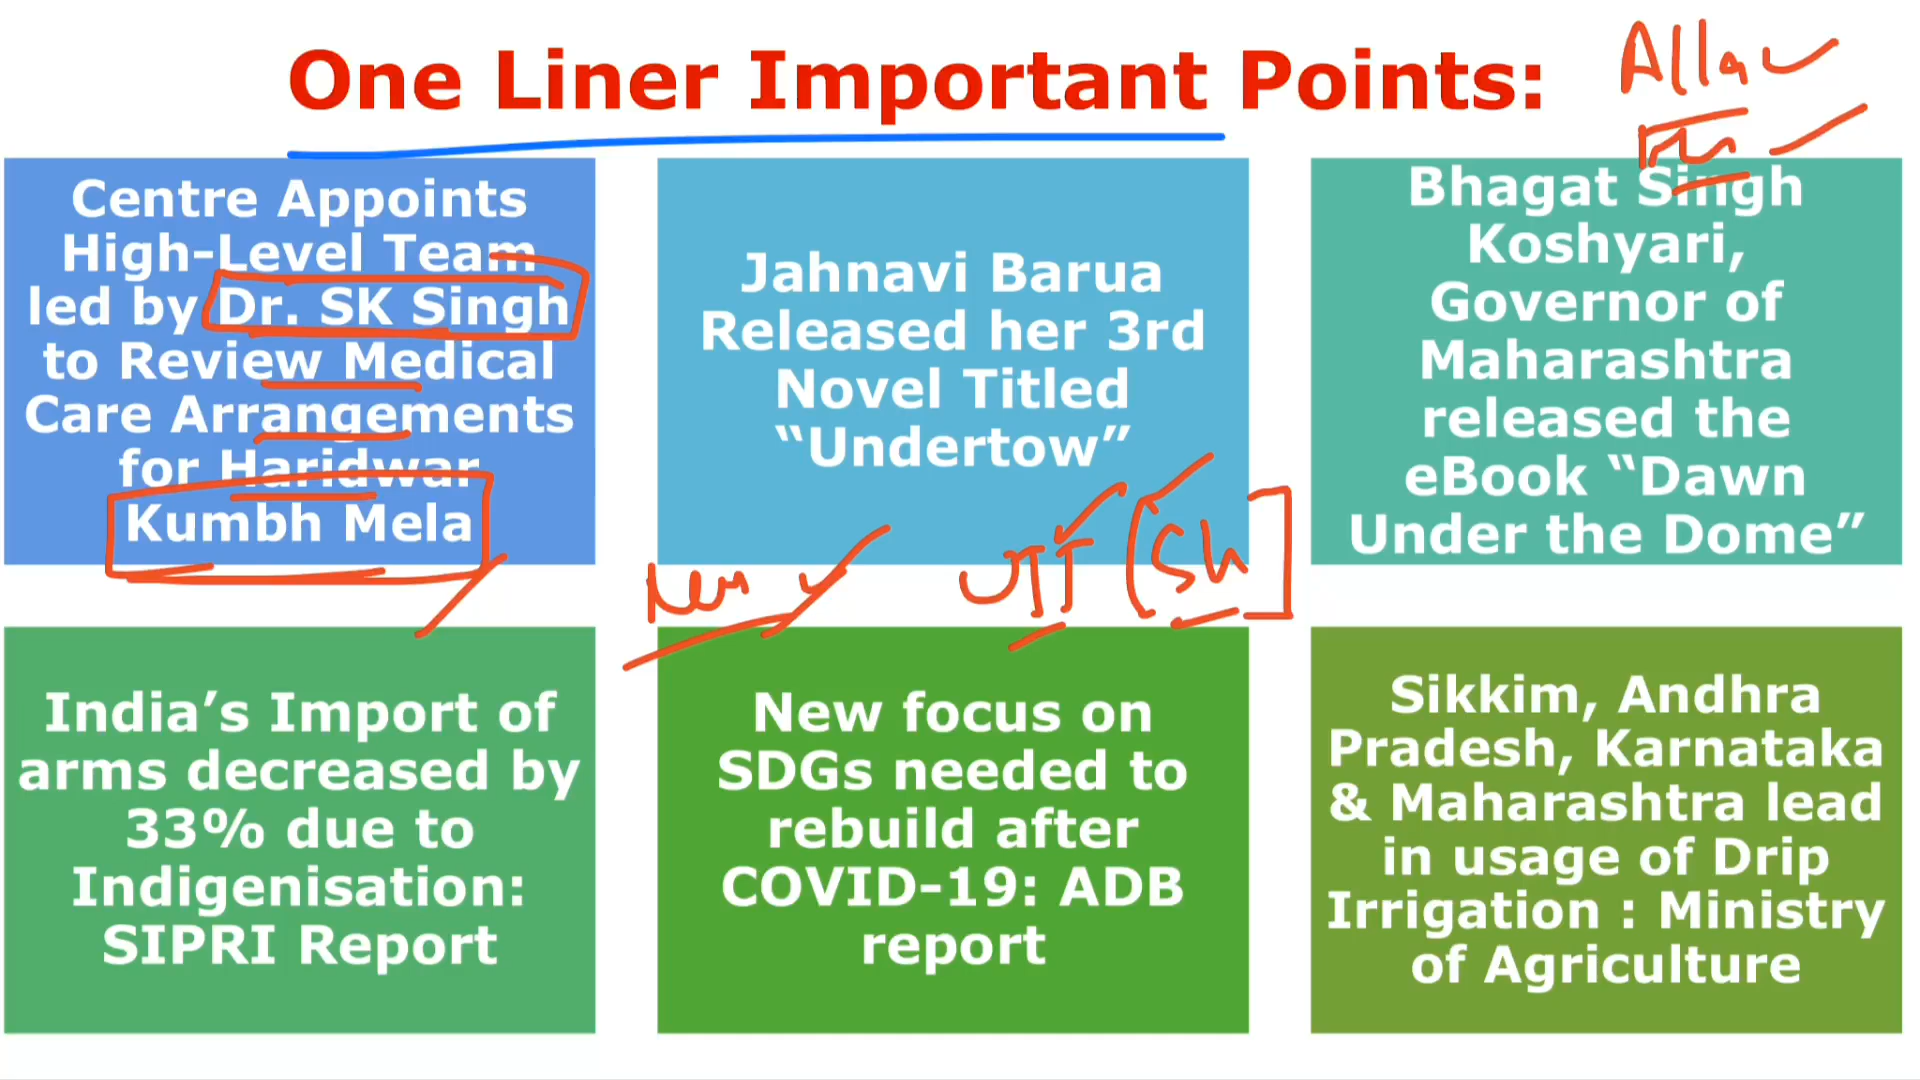 One Liner Important Points:
Centre Appoints
High-Level Team
led by Dr. SK Singh
to Review Medical
Care Arrangements
for Haridwar
Kumbh Mela
Jahnavi Barua
Released her 3rd
Novel Titled
“Undertow”
Bhagat Singh
Koshyari,
Governor of
Maharashtra
released the
eBook “Dawn
Under the Dome”
India’s Import of
arms decreased by
33% due to
Indigenisation:
SIPRI Report
New focus on
SDGs needed to
rebuild after
COVID-19: ADB
report
Sikkim, Andhra
Pradesh, Karnataka
& Maharashtra lead
in usage of Drip
Irrigation : Ministry
of Agriculture